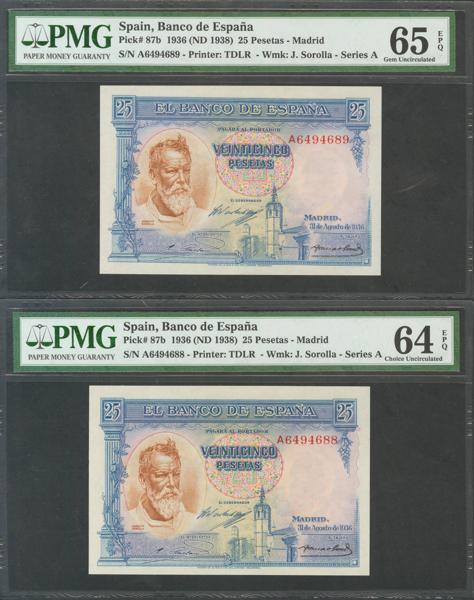 PMG
PAPER MONEY GUARANTY
Spain, Banco de España
Pick# 87b 1936 (ND 1938) 25 Pesetas - Madrid
S/N A6494689 - Printer: TDLR - Wmk: J. Sorolla - Series A
65 EPQ
Gem Uncirculated
25 EL BANCO DE ESPAÑA 25
PAGARÁ AL PORTADOR
A6494689
VEINTICINCO
PESETAS
EL GOBERNADOR
MADRID,
31 de Agosto de 1936
PMG
PAPER MONEY GUARANTY
Spain, Banco de España
Pick# 87b 1936 (ND 1938) 25 Pesetas - Madrid
S/N A6494688 - Printer: TDLR - Wmk: J. Sorolla - Series A
64 EPQ
Choice Uncirculated
25 EL BANCO DE ESPAÑA 25
PAGARÁ AL PORTADOR
A6494688
VEINTICINCO
PESETAS
EL GOBERNADOR
MADRID,
31 de Agosto de 1936